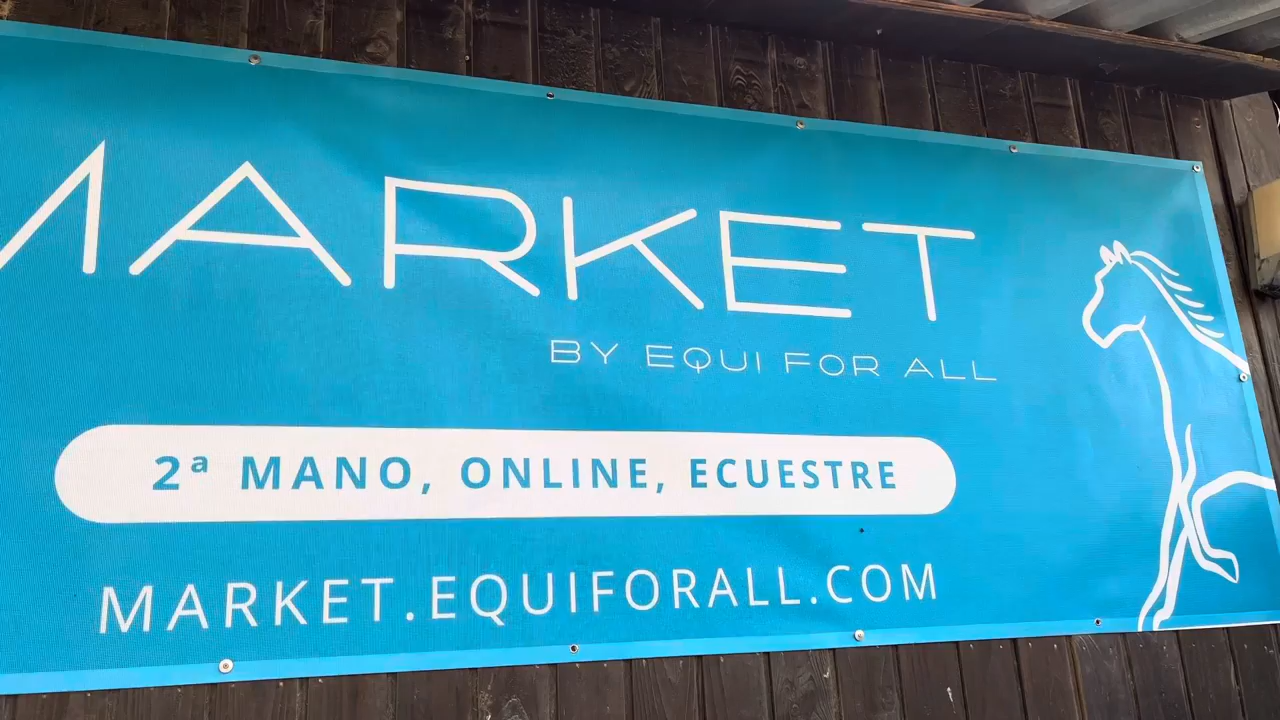 MARKET
BY EQUI FOR ALL
2ª MANO, ONLINE, ECUESTRE
MARKET.EQUIFORALL.COM